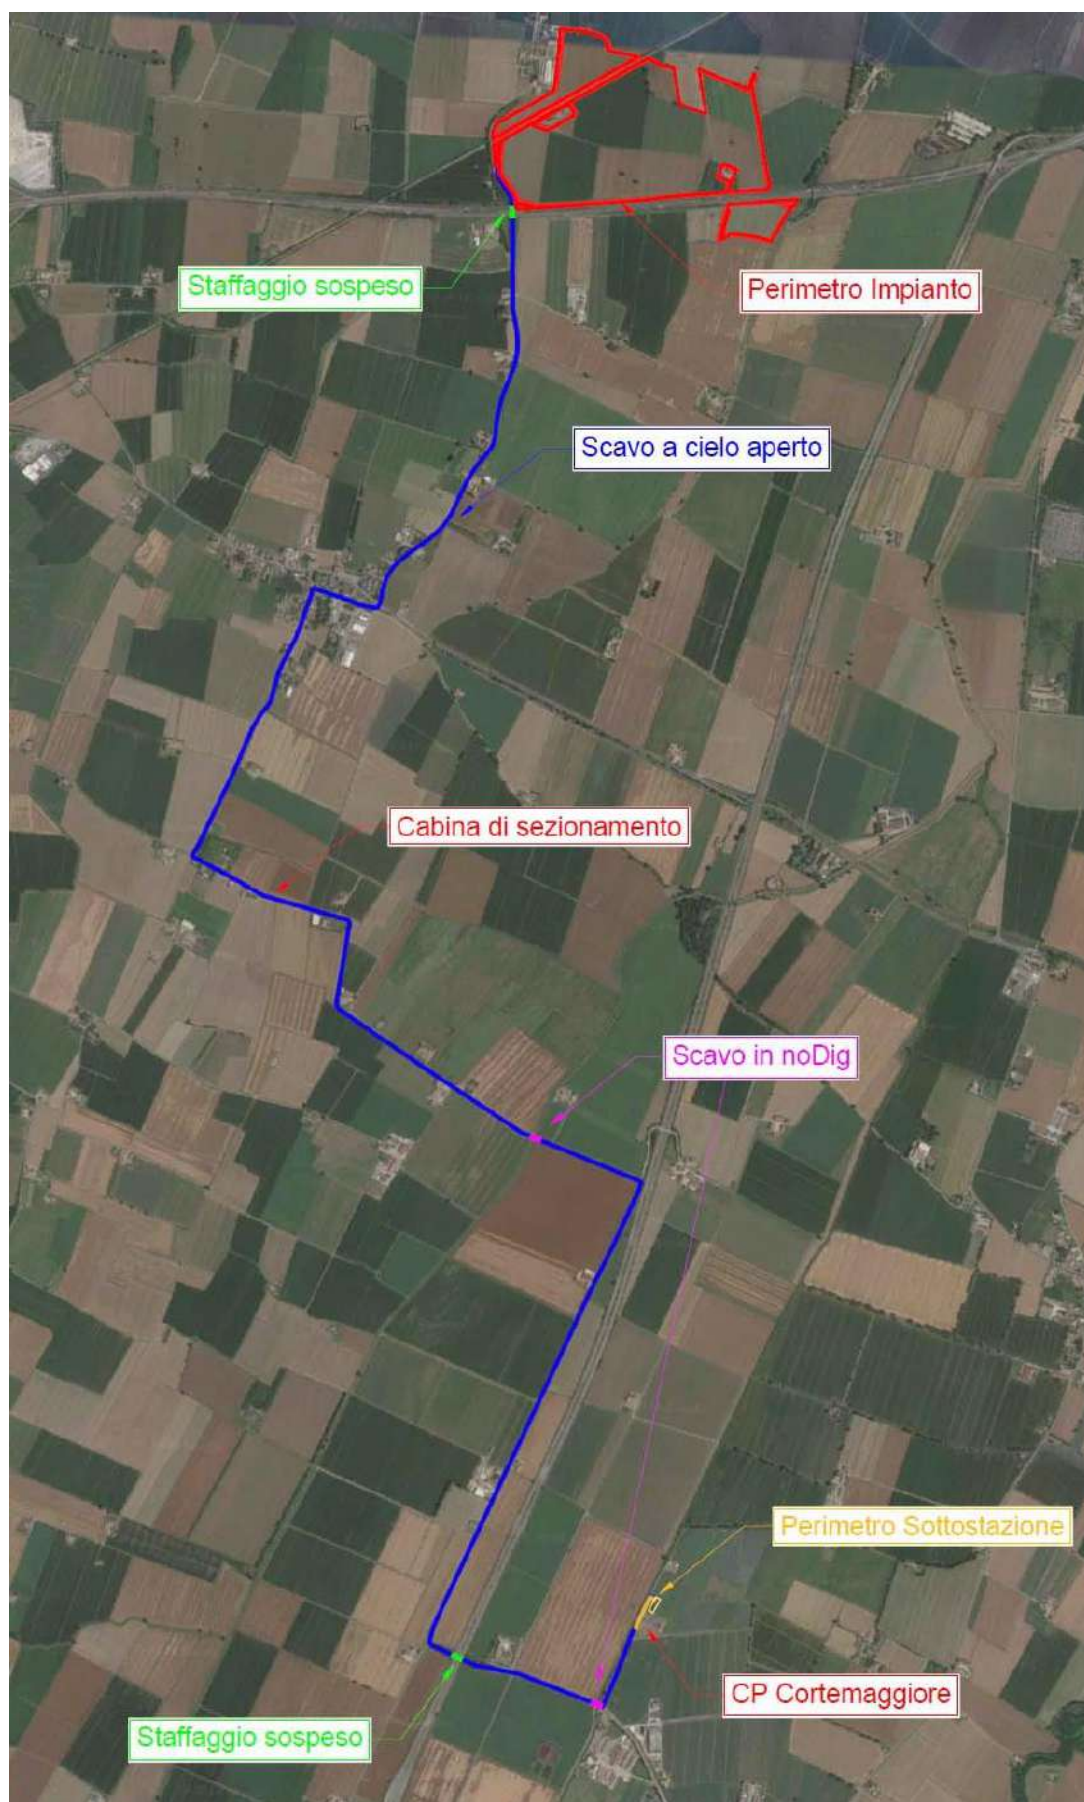 Staffaggio sospeso
Perimetro Impianto
Scavo a cielo aperto
Cabina di sezionamento
Scavo in noDig
Perimetro Sottostazione
CP Cortemaggiore
Staffaggio sospeso